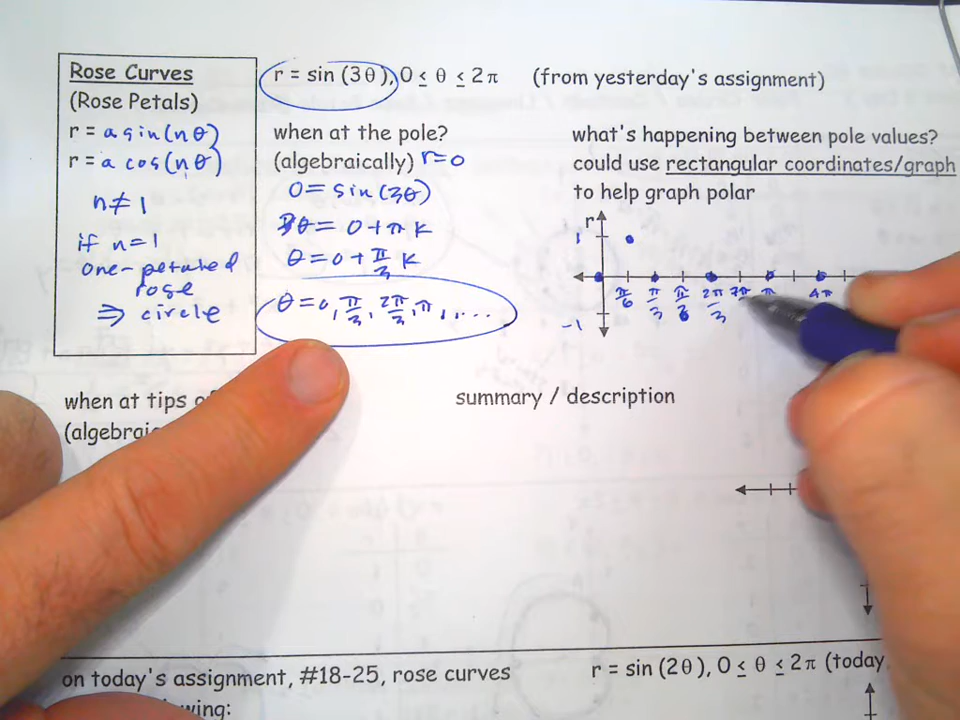 Rose Curves
(Rose Petals)
r = a sin(nθ)
r = a cos(nθ)
n ≠ 1
if n = 1
one-petaled
rose
⇒ circle
r = sin (3θ), 0 ≤ θ ≤ 2π
(from yesterday's assignment)
when at the pole?
(algebraically) r=0
0 = sin(3θ)
3θ = 0 + πk
θ = 0 + π/3 k
θ = 0, π/3, 2π/3, π, ....
what's happening between pole values?
could use rectangular coordinates/graph
to help graph polar
r
1
π/6 π/3 2π/3 π 4π
-1
when at tips
summary / description
on today's assignment, #18-25, rose curves
r = sin (2θ), 0 ≤ θ ≤ 2π (today